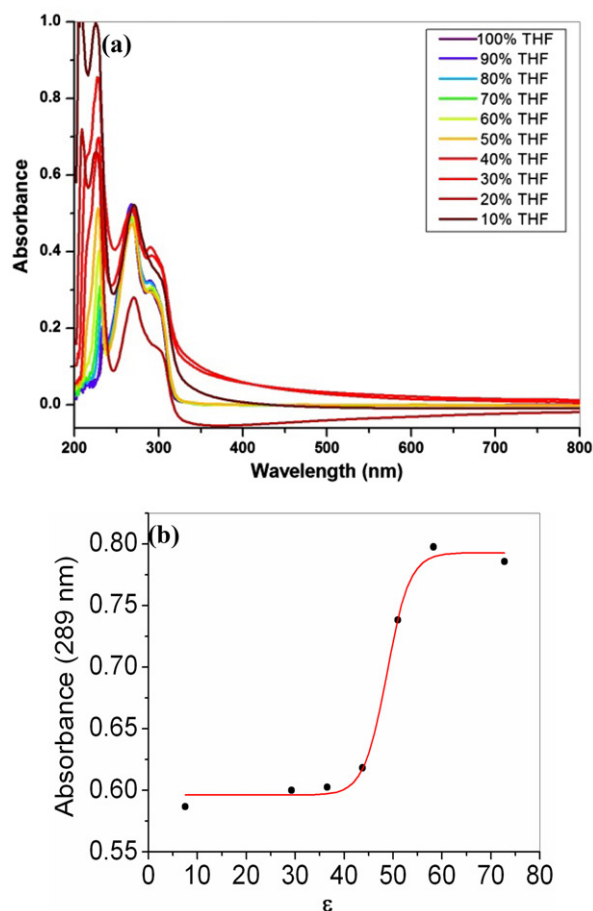 (a)
1.0
0.8
0.6
0.4
0.2
0.0
Absorbance
100% THF
90% THF
80% THF
70% THF
60% THF
50% THF
40% THF
30% THF
20% THF
10% THF
200 300 400 500 600 700 800
Wavelength (nm)
(b)
0.80
0.75
0.70
0.65
0.60
0.55
Absorbance (289 nm)
0 10 20 30 40 50 60 70 80
ε